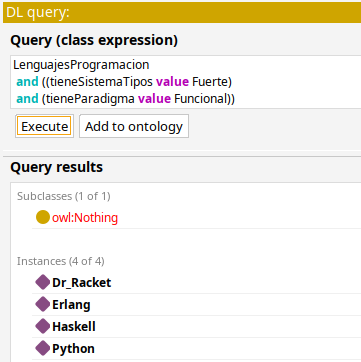 DL query:
Query (class expression)
LenguajesProgramacion
and ((tieneSistemaTipos value Fuerte)
and (tieneParadigma value Funcional))
Execute Add to ontology
Query results
Subclasses (1 of 1)
owl:Nothing
Instances (4 of 4)
Dr_Racket
Erlang
Haskell
Python